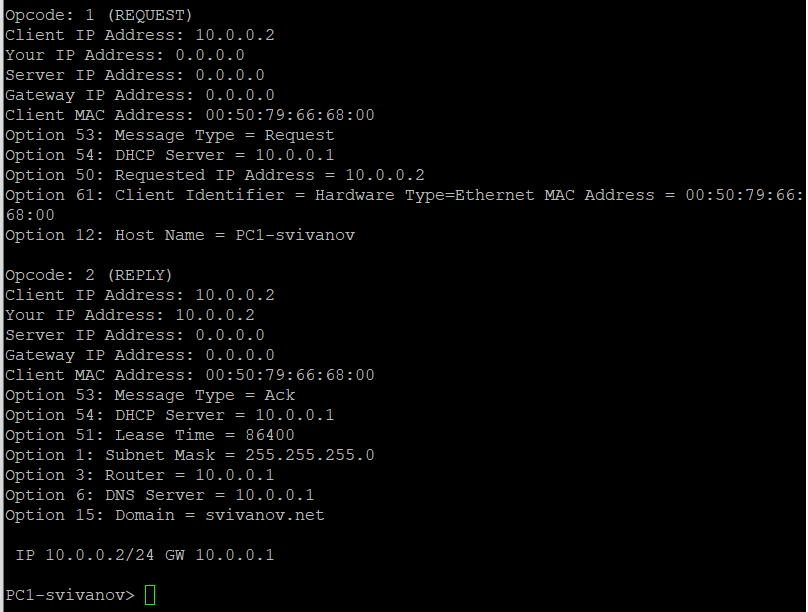 Opcode: 1 (REQUEST)
Client IP Address: 10.0.0.2
Your IP Address: 0.0.0.0
Server IP Address: 0.0.0.0
Gateway IP Address: 0.0.0.0
Client MAC Address: 00:50:79:66:68:00
Option 53: Message Type = Request
Option 54: DHCP Server = 10.0.0.1
Option 50: Requested IP Address = 10.0.0.2
Option 61: Client Identifier = Hardware Type=Ethernet MAC Address = 00:50:79:66:
68:00
Option 12: Host Name = PC1-svivanov

Opcode: 2 (REPLY)
Client IP Address: 10.0.0.2
Your IP Address: 10.0.0.2
Server IP Address: 0.0.0.0
Gateway IP Address: 0.0.0.0
Client MAC Address: 00:50:79:66:68:00
Option 53: Message Type = Ack
Option 54: DHCP Server = 10.0.0.1
Option 51: Lease Time = 86400
Option 1: Subnet Mask = 255.255.255.0
Option 3: Router = 10.0.0.1
Option 6: DNS Server = 10.0.0.1
Option 15: Domain = svivanov.net

 IP 10.0.0.2/24 GW 10.0.0.1

PC1-svivanov>